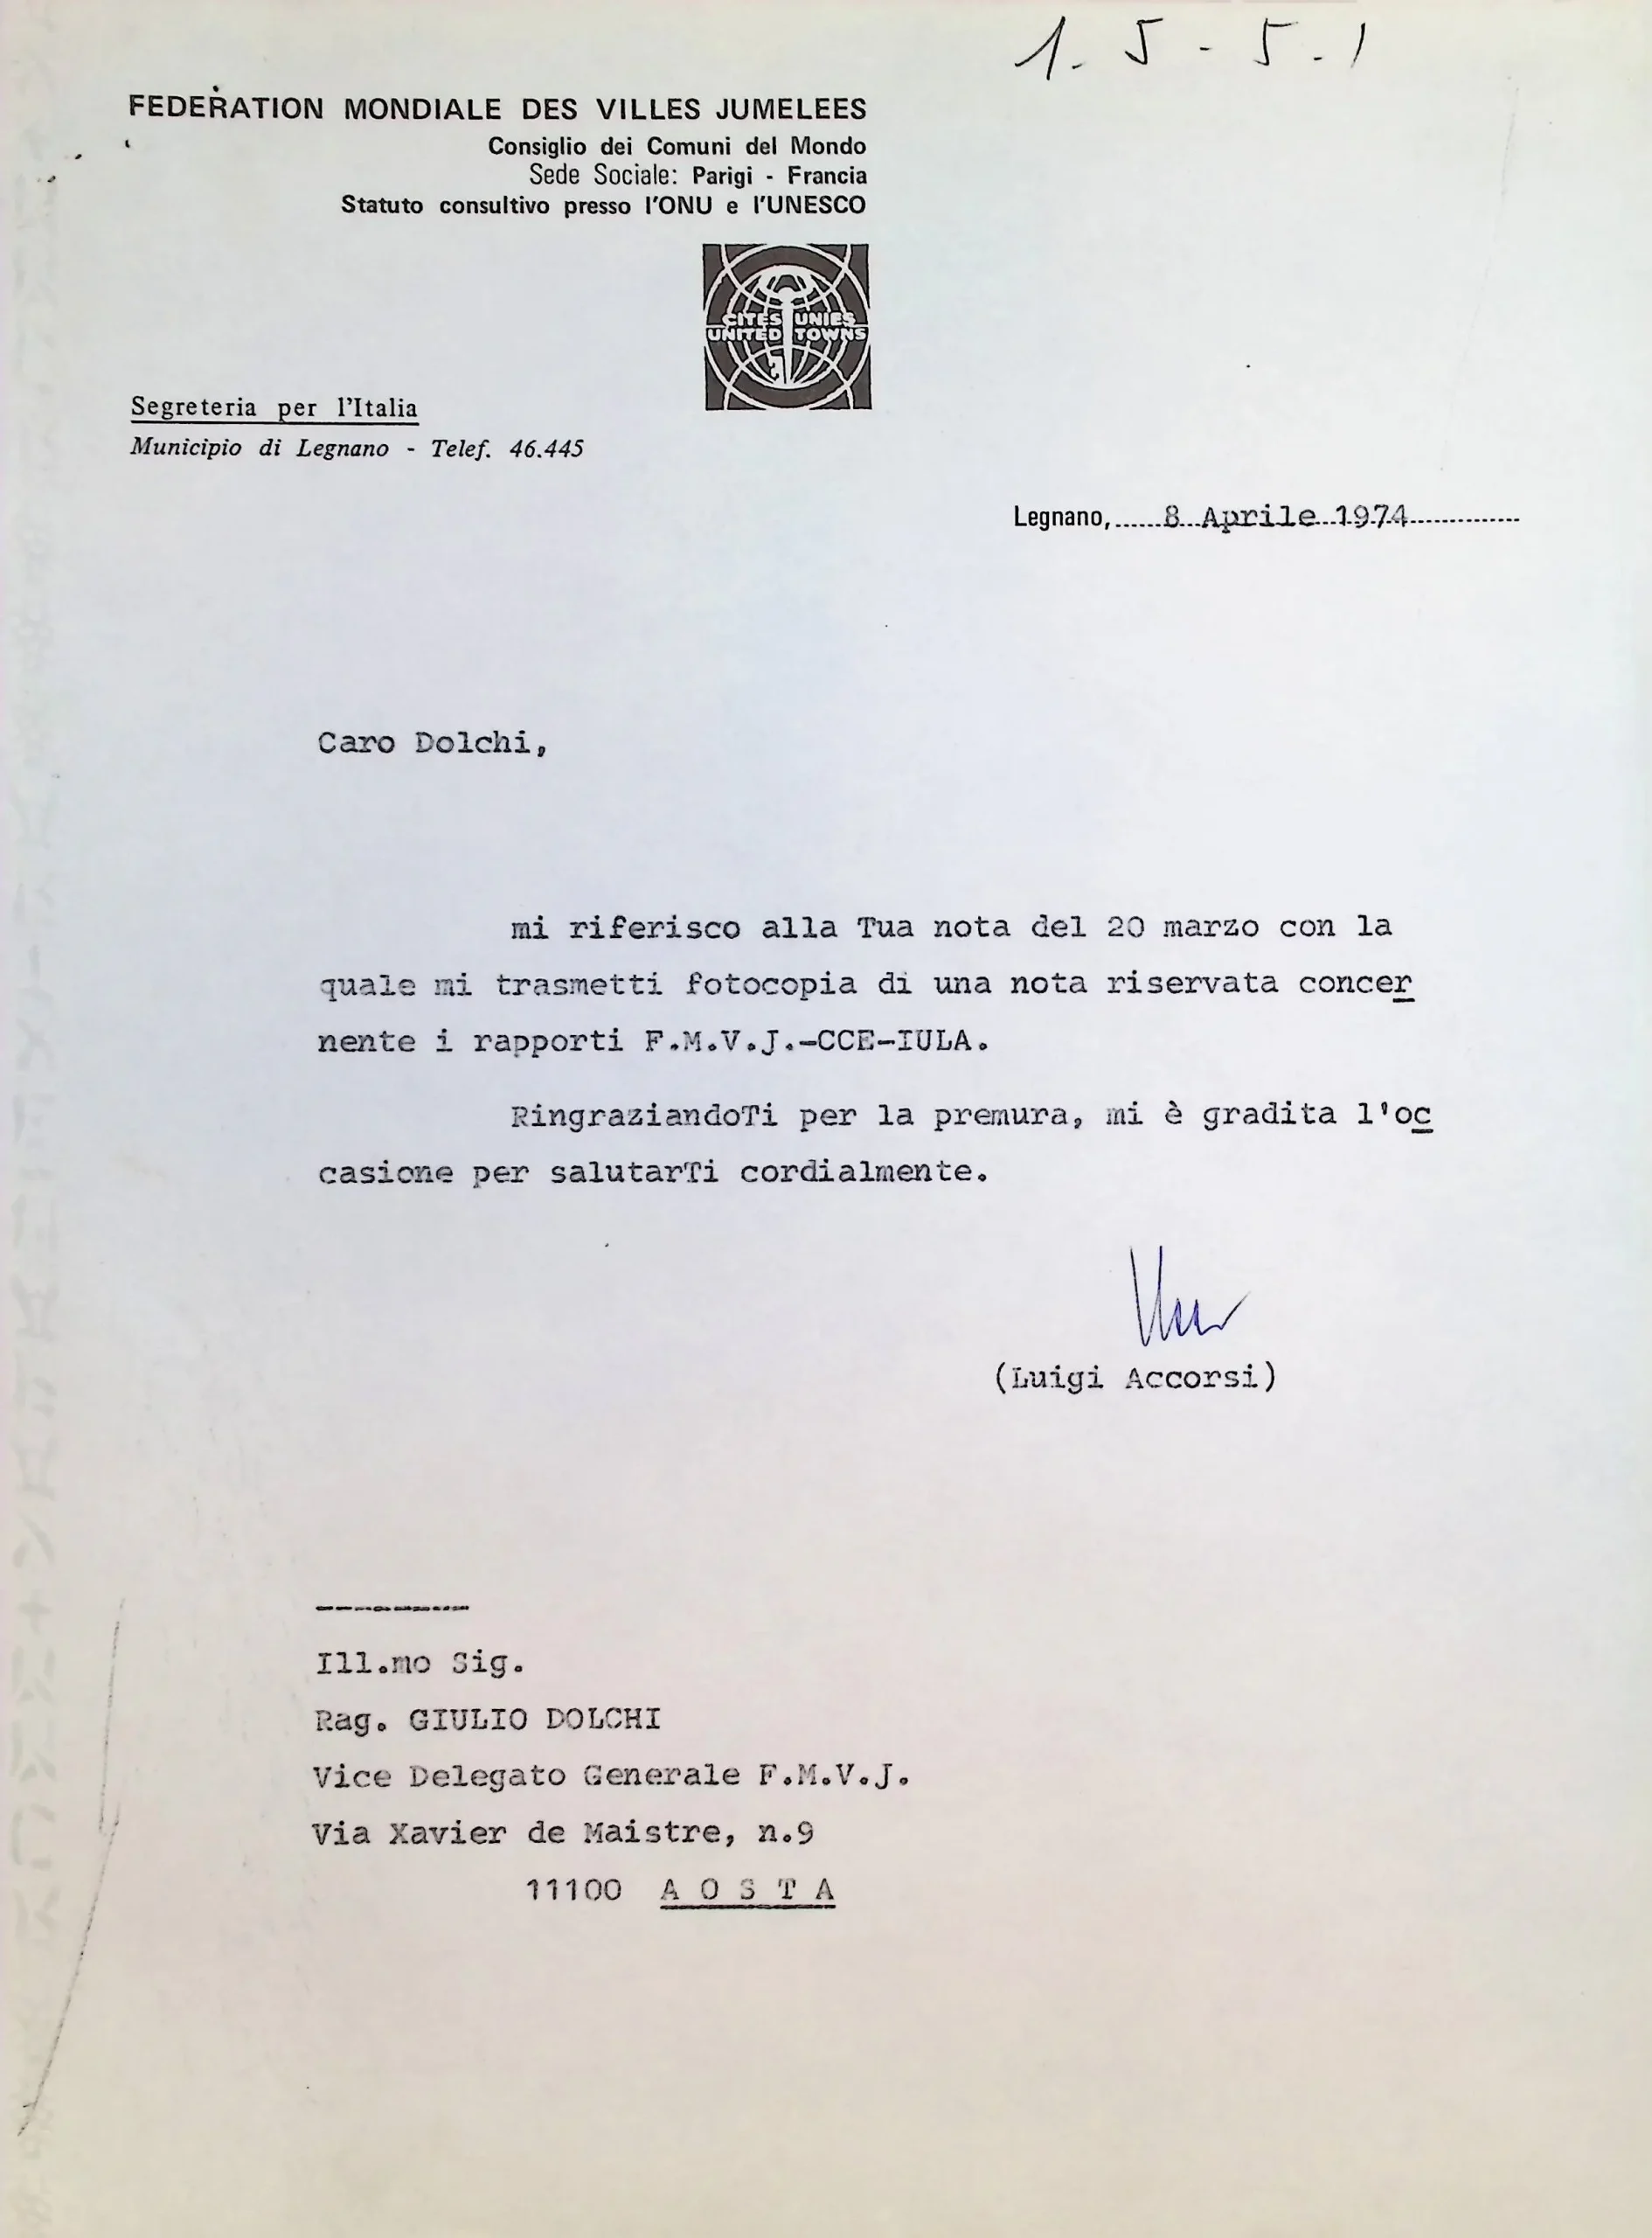 1.5-5.1
FEDERATION MONDIALE DES VILLES JUMELEES
Consiglio dei Comuni del Mondo
Sede Sociale: Parigi - Francia
Statuto consultivo presso l'ONU e l'UNESCO
CITES UNIES
UNITED TOWNS
Segreteria per l'Italia
Municipio di Legnano - Telef. 46.445
Legnano, 8 Aprile 1974
Caro Dolchi,
mi riferisco alla Tua nota del 20 marzo con la
quale mi trasmetti fotocopia di una nota riservata concer
nente i rapporti F.M.V.J.-CCE-IULA.
RingraziandoTi per la premura, mi è gradita l'oc
casione per salutarTi cordialmente.
(Luigi Accorsi)
----------
Ill.mo Sig.
Rag. GIULIO DOLCHI
Vice Delegato Generale F.M.V.J.
Via Xavier de Maistre, n.9
11100 A O S T A